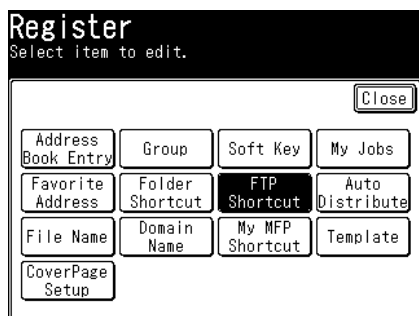 Register
Select item to edit.
Close
Address
Book Entry
Group
Soft Key
My Jobs
Favorite
Address
Folder
Shortcut
FTP
Shortcut
Auto
Distribute
File Name
Domain
Name
My MFP
Shortcut
Template
CoverPage
Setup